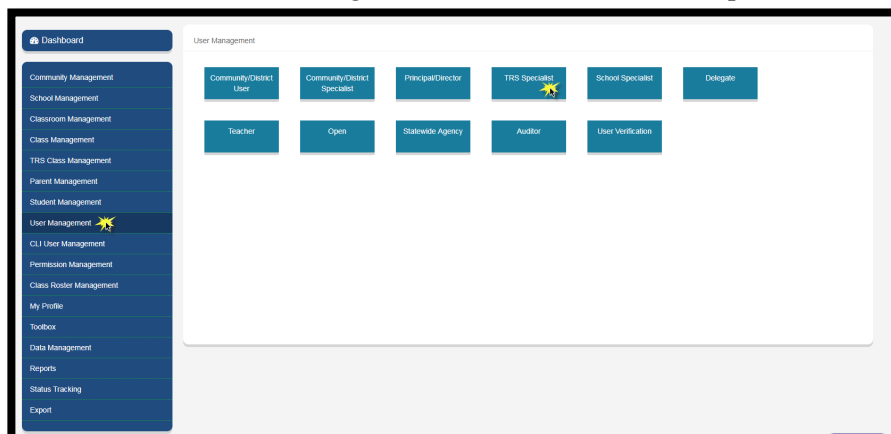 Dashboard
User Management
Community Management
School Management
Classroom Management
Class Management
TRS Class Management
Parent Management
Student Management
User Management
CLI User Management
Permission Management
Class Roster Management
My Profile
Toolbox
Data Management
Reports
Status Tracking
Export
Community/District
User
Community/District
Specialist
Principal/Director
TRS Specialist
School Specialist
Delegate
Teacher
Open
Statewide Agency
Auditor
User Verification